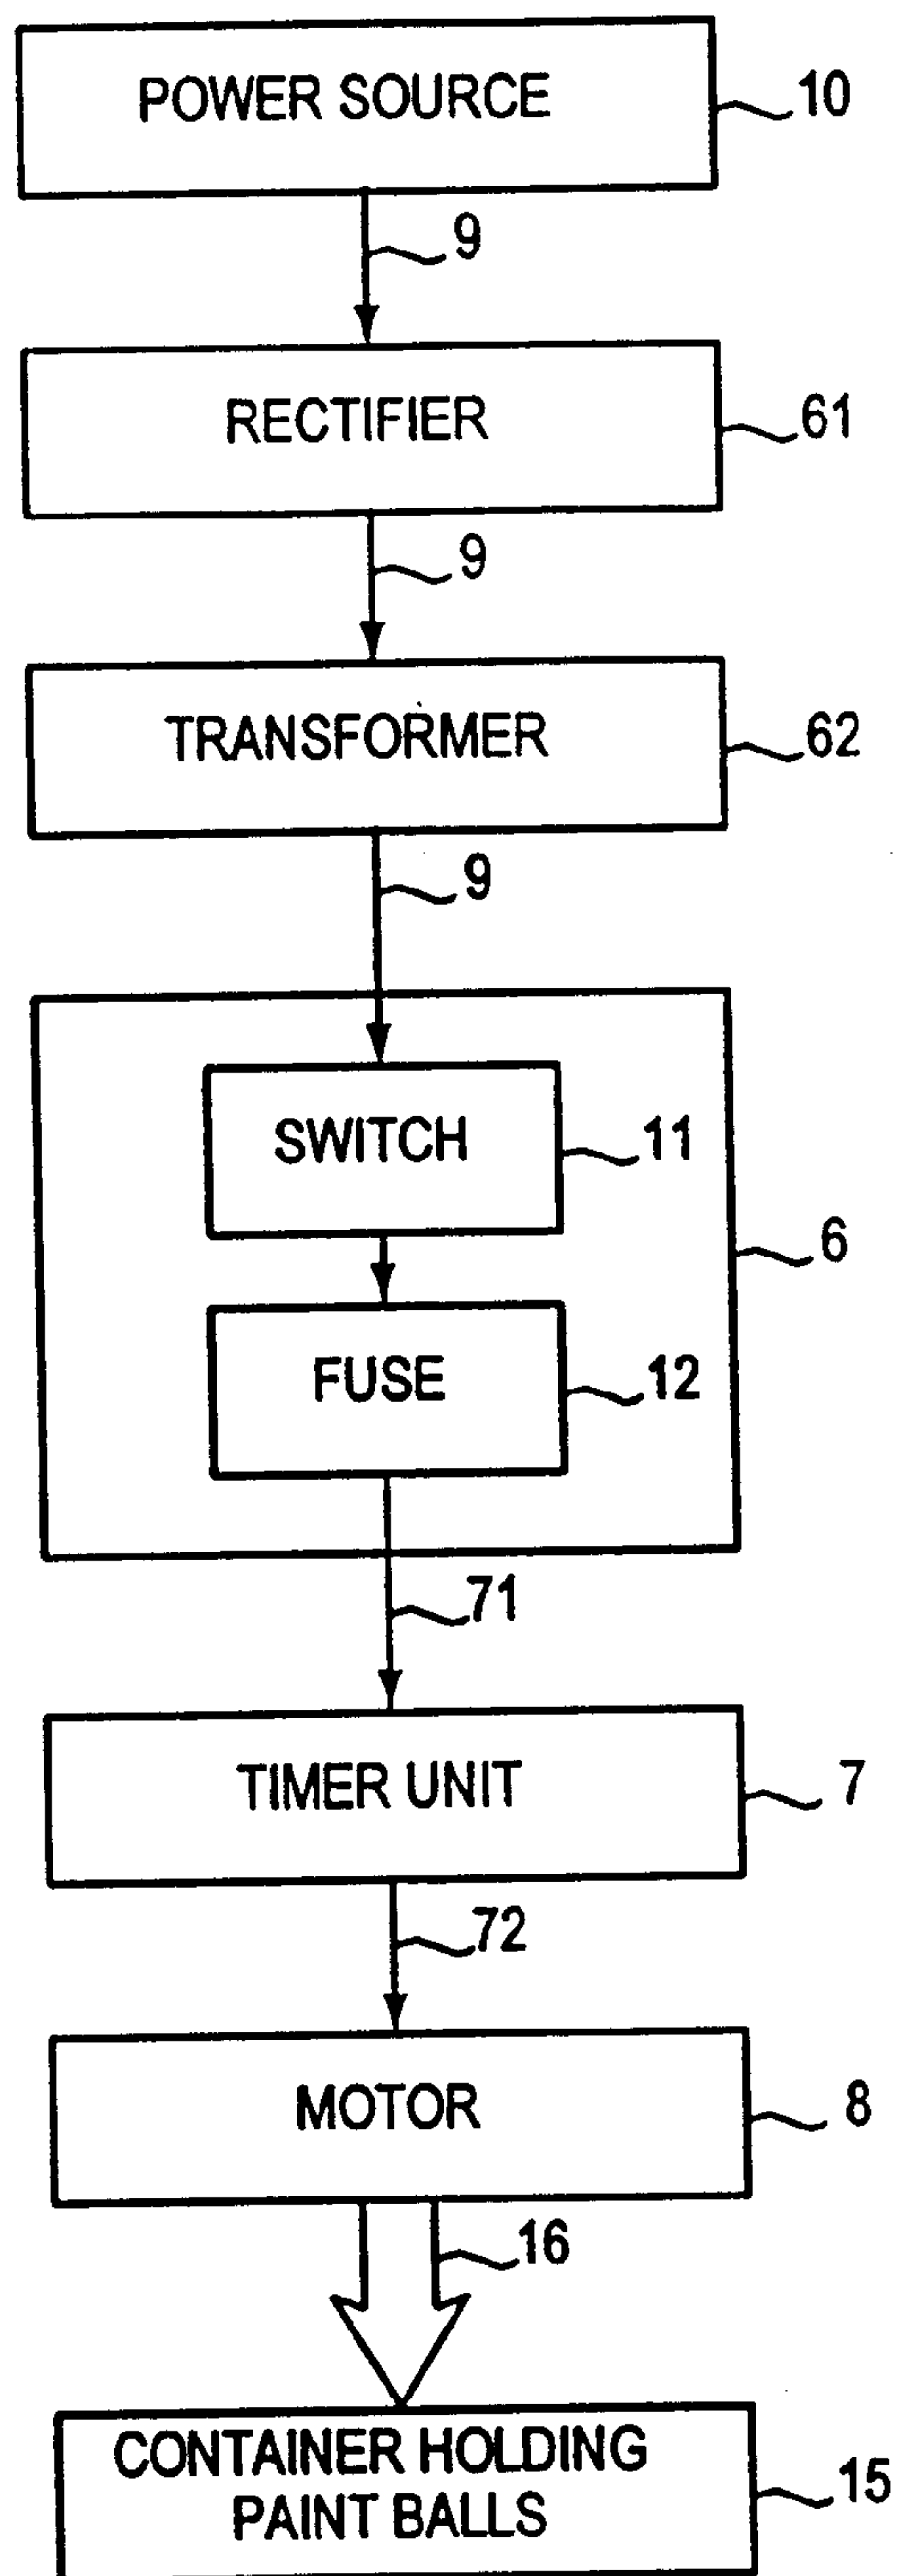 POWER SOURCE
10
9
RECTIFIER
61
9
TRANSFORMER
62
9
SWITCH
11
6
FUSE
12
71
TIMER UNIT
7
72
MOTOR
8
16
CONTAINER HOLDING
PAINT BALLS
15